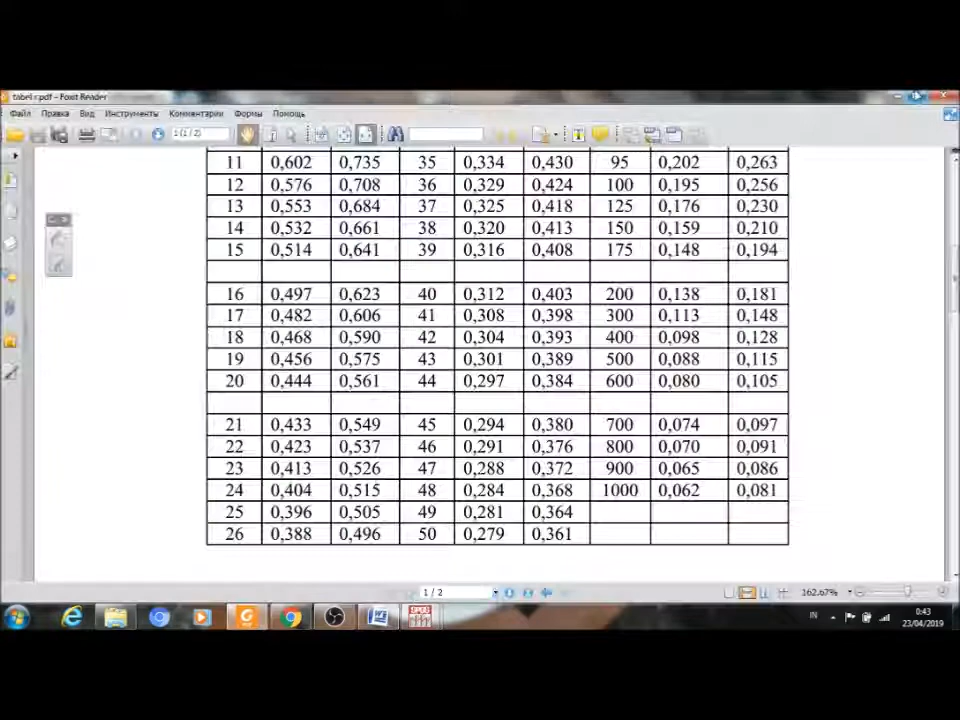 tabel r.pdf - Foxit Reader
Файл Правка Вид Инструменты Комментарии Формы Помощь
1 (1 / 2)
11 0,602 0,735 35 0,334 0,430 95 0,202 0,263
12 0,576 0,708 36 0,329 0,424 100 0,195 0,256
13 0,553 0,684 37 0,325 0,418 125 0,176 0,230
14 0,532 0,661 38 0,320 0,413 150 0,159 0,210
15 0,514 0,641 39 0,316 0,408 175 0,148 0,194
16 0,497 0,623 40 0,312 0,403 200 0,138 0,181
17 0,482 0,606 41 0,308 0,398 300 0,113 0,148
18 0,468 0,590 42 0,304 0,393 400 0,098 0,128
19 0,456 0,575 43 0,301 0,389 500 0,088 0,115
20 0,444 0,561 44 0,297 0,384 600 0,080 0,105
21 0,433 0,549 45 0,294 0,380 700 0,074 0,097
22 0,423 0,537 46 0,291 0,376 800 0,070 0,091
23 0,413 0,526 47 0,288 0,372 900 0,065 0,086
24 0,404 0,515 48 0,284 0,368 1000 0,062 0,081
25 0,396 0,505 49 0,281 0,364
26 0,388 0,496 50 0,279 0,361
1 / 2
162.67%
IN
0:43
23/04/2019